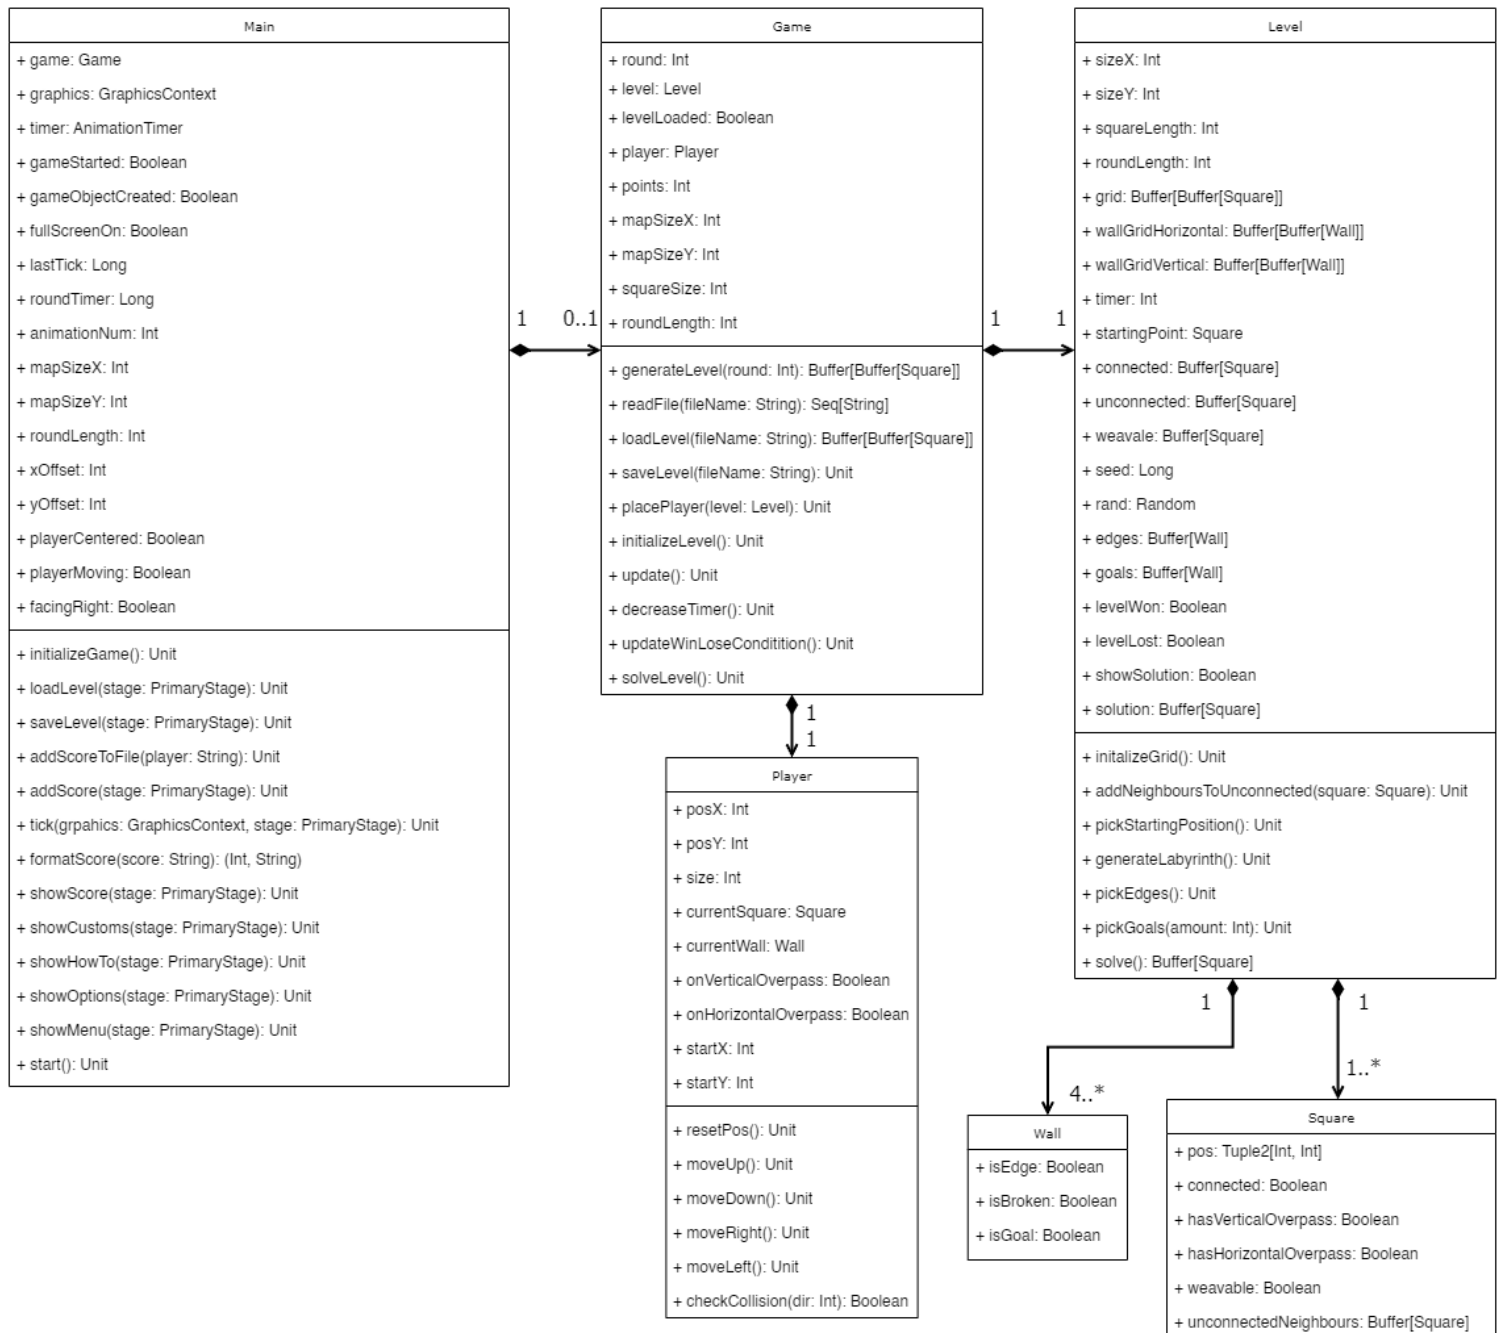 Main
+ game: Game
+ graphics: GraphicsContext
+ timer: AnimationTimer
+ gameStarted: Boolean
+ gameObjectCreated: Boolean
+ fullScreenOn: Boolean
+ lastTick: Long
+ roundTimer: Long
+ animationNum: Int
+ mapSizeX: Int
+ mapSizeY: Int
+ roundLength: Int
+ xOffset: Int
+ yOffset: Int
+ playerCentered: Boolean
+ playerMoving: Boolean
+ facingRight: Boolean
+ initializeGame(): Unit
+ loadLevel(stage: PrimaryStage): Unit
+ saveLevel(stage: PrimaryStage): Unit
+ addScoreToFile(player: String): Unit
+ addScore(stage: PrimaryStage): Unit
+ tick(grpahics: GraphicsContext, stage: PrimaryStage): Unit
+ formatScore(score: String): (Int, String)
+ showScore(stage: PrimaryStage): Unit
+ showCustoms(stage: PrimaryStage): Unit
+ showHowTo(stage: PrimaryStage): Unit
+ showOptions(stage: PrimaryStage): Unit
+ showMenu(stage: PrimaryStage): Unit
+ start(): Unit
1 0..1
Game
+ round: Int
+ level: Level
+ levelLoaded: Boolean
+ player: Player
+ points: Int
+ mapSizeX: Int
+ mapSizeY: Int
+ squareSize: Int
+ roundLength: Int
+ generateLevel(round: Int): Buffer[Buffer[Square]]
+ readFile(fileName: String): Seq[String]
+ loadLevel(fileName: String): Buffer[Buffer[Square]]
+ saveLevel(fileName: String): Unit
+ placePlayer(level: Level): Unit
+ initializeLevel(): Unit
+ update(): Unit
+ decreaseTimer(): Unit
+ updateWinLoseConditition(): Unit
+ solveLevel(): Unit
1
1
Player
+ posX: Int
+ posY: Int
+ size: Int
+ currentSquare: Square
+ currentWall: Wall
+ onVerticalOverpass: Boolean
+ onHorizontalOverpass: Boolean
+ startX: Int
+ startY: Int
+ resetPos(): Unit
+ moveUp(): Unit
+ moveDown(): Unit
+ moveRight(): Unit
+ moveLeft(): Unit
+ checkCollision(dir: Int): Boolean
1 1
Level
+ sizeX: Int
+ sizeY: Int
+ squareLength: Int
+ roundLength: Int
+ grid: Buffer[Buffer[Square]]
+ wallGridHorizontal: Buffer[Buffer[Wall]]
+ wallGridVertical: Buffer[Buffer[Wall]]
+ timer: Int
+ startingPoint: Square
+ connected: Buffer[Square]
+ unconnected: Buffer[Square]
+ weavale: Buffer[Square]
+ seed: Long
+ rand: Random
+ edges: Buffer[Wall]
+ goals: Buffer[Wall]
+ levelWon: Boolean
+ levelLost: Boolean
+ showSolution: Boolean
+ solution: Buffer[Square]
+ initalizeGrid(): Unit
+ addNeighboursToUnconnected(square: Square): Unit
+ pickStartingPosition(): Unit
+ generateLabyrinth(): Unit
+ pickEdges(): Unit
+ pickGoals(amount: Int): Unit
+ solve(): Buffer[Square]
1 1
4..* 1..*
Wall
+ isEdge: Boolean
+ isBroken: Boolean
+ isGoal: Boolean
Square
+ pos: Tuple2[Int, Int]
+ connected: Boolean
+ hasVerticalOverpass: Boolean
+ hasHorizontalOverpass: Boolean
+ weavable: Boolean
+ unconnectedNeighbours: Buffer[Square]